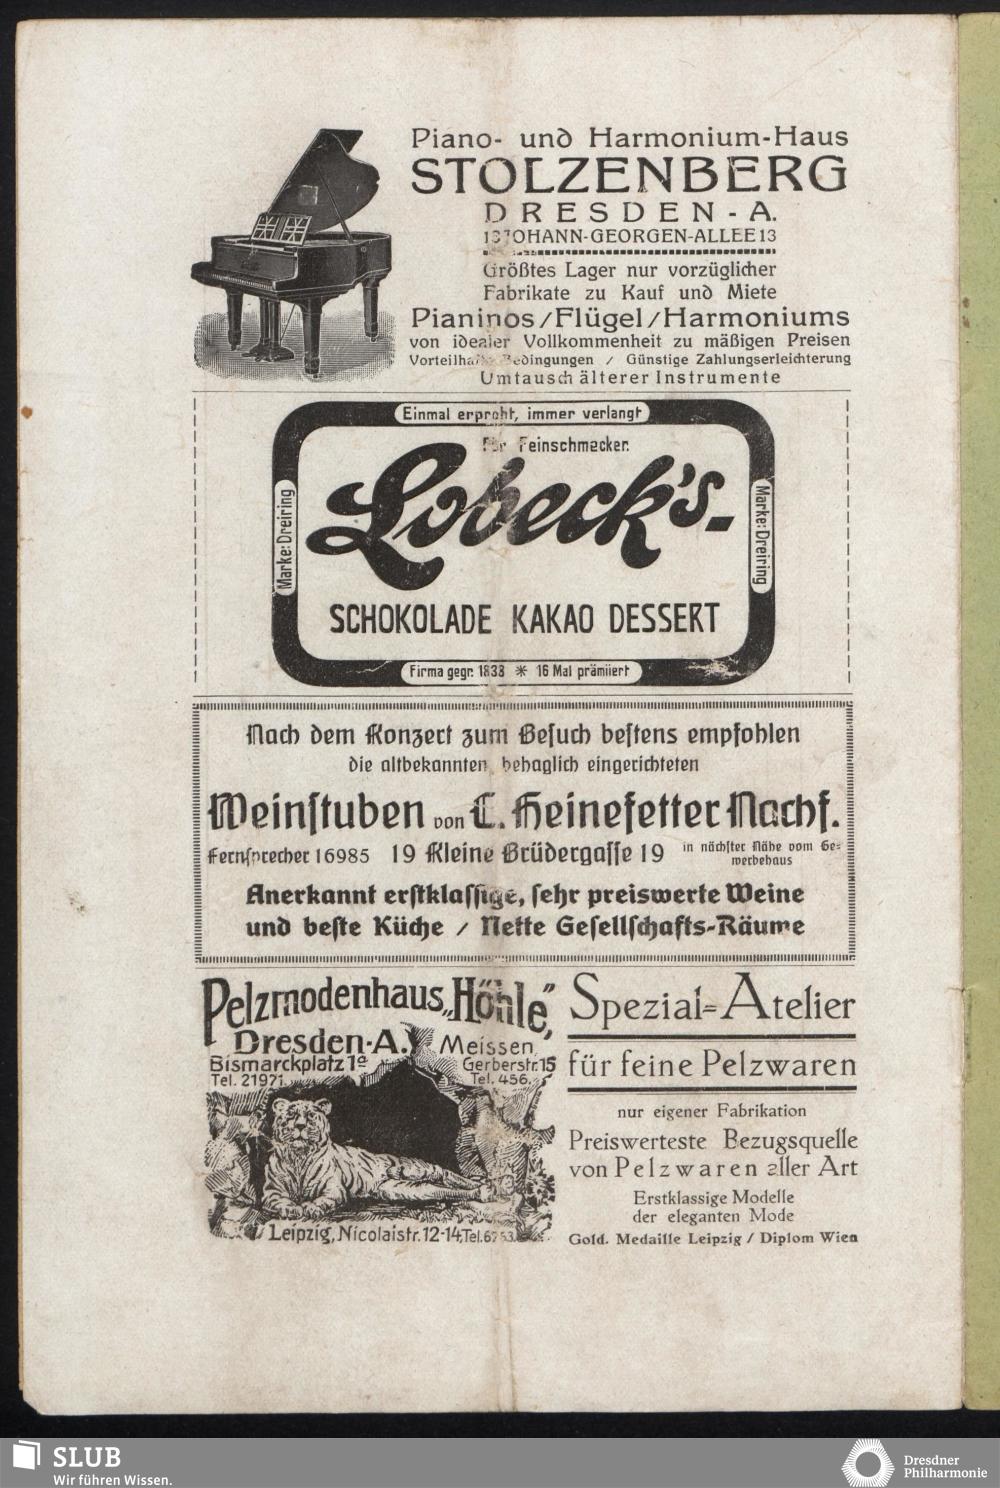 Piano- und Harmonium-Haus
STOLZENBERG
DRESDEN - A.
13 JOHANN-GEORGEN-ALLEE 13
Größtes Lager nur vorzüglicher
Fabrikate zu Kauf und Miete
Pianinos / Flügel / Harmoniums
von idealer Vollkommenheit zu mäßigen Preisen
Vorteilhafte Bedingungen / Günstige Zahlungserleichterung
Umtausch älterer Instrumente
Einmal erprobt, immer verlangt
Für Feinschmecker.
Marke: Dreiring
Lobeck's-
Marke: Dreiring
SCHOKOLADE KAKAO DESSERT
Firma gegr. 1838 * 16 Mal prämiiert
Nach dem Konzert zum Besuch bestens empfohlen
die altbekannten, behaglich eingerichteten
Weinstuben von C. Heinefetter Nachf.
Fernsprecher 16985 19 Kleine Brüdergasse 19 in nächster Nähe vom Ge-
werbehaus
Anerkannt erstklassige, sehr preiswerte Weine
und beste Küche / Nette Gesellschafts-Räume
Pelzmodenhaus „Höhle",
Dresden-A.
Bismarckplatz 1a
Tel. 21971.
Meissen
Gerberstr. 15
Tel. 456.
Leipzig, Nicolaistr. 12-14, Tel.
Spezial-Atelier
für feine Pelzwaren
nur eigener Fabrikation
Preiswerteste Bezugsquelle
von Pelzwaren aller Art
Erstklassige Modelle
der eleganten Mode
Gold. Medaille Leipzig / Diplom Wien
SLUB
Wir führen Wissen.
Dresdner
Philharmonie